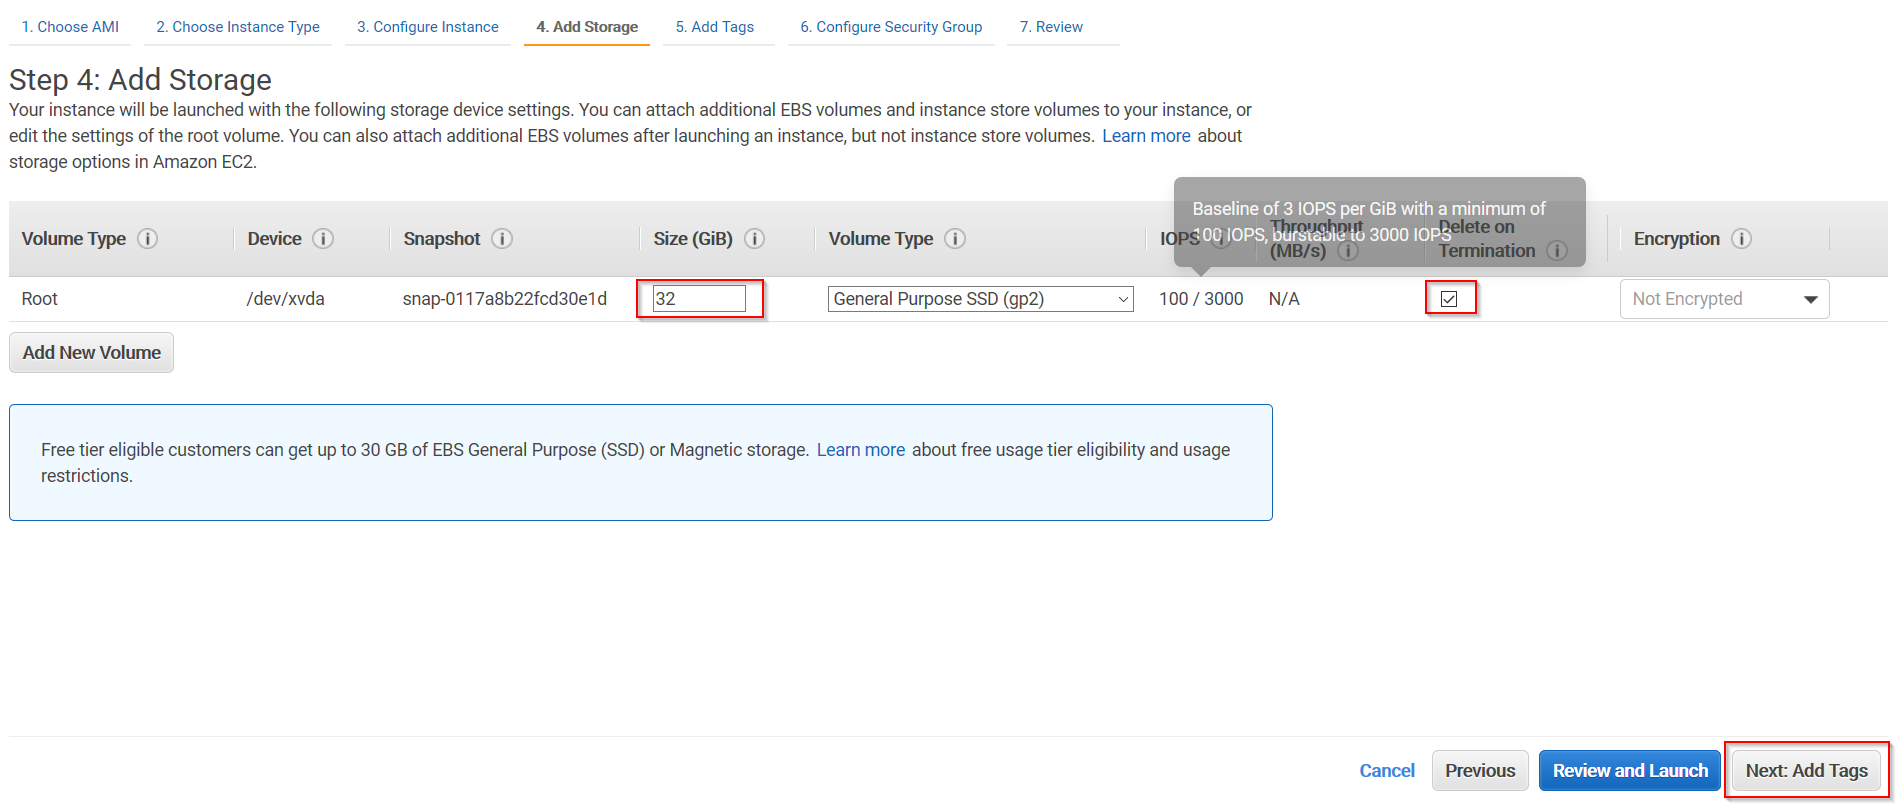 1. Choose AMI
2. Choose Instance Type
3. Configure Instance
4. Add Storage
5. Add Tags
6. Configure Security Group
7. Review
Step 4: Add Storage
Your instance will be launched with the following storage device settings. You can attach additional EBS volumes and instance store volumes to your instance, or
edit the settings of the root volume. You can also attach additional EBS volumes after launching an instance, but not instance store volumes. Learn more about
storage options in Amazon EC2.
Baseline of 3 IOPS per GiB with a minimum of
100 IOPS, burstable to 3000 IOPS
Volume Type
Device
Snapshot
Size (GiB)
Volume Type
IOPS
Throughput
(MB/s)
Delete on
Termination
Encryption
Root
/dev/xvda
snap-0117a8b22fcd30e1d
32
General Purpose SSD (gp2)
100 / 3000
N/A
Not Encrypted
Add New Volume
Free tier eligible customers can get up to 30 GB of EBS General Purpose (SSD) or Magnetic storage. Learn more about free usage tier eligibility and usage
restrictions.
Cancel
Previous
Review and Launch
Next: Add Tags